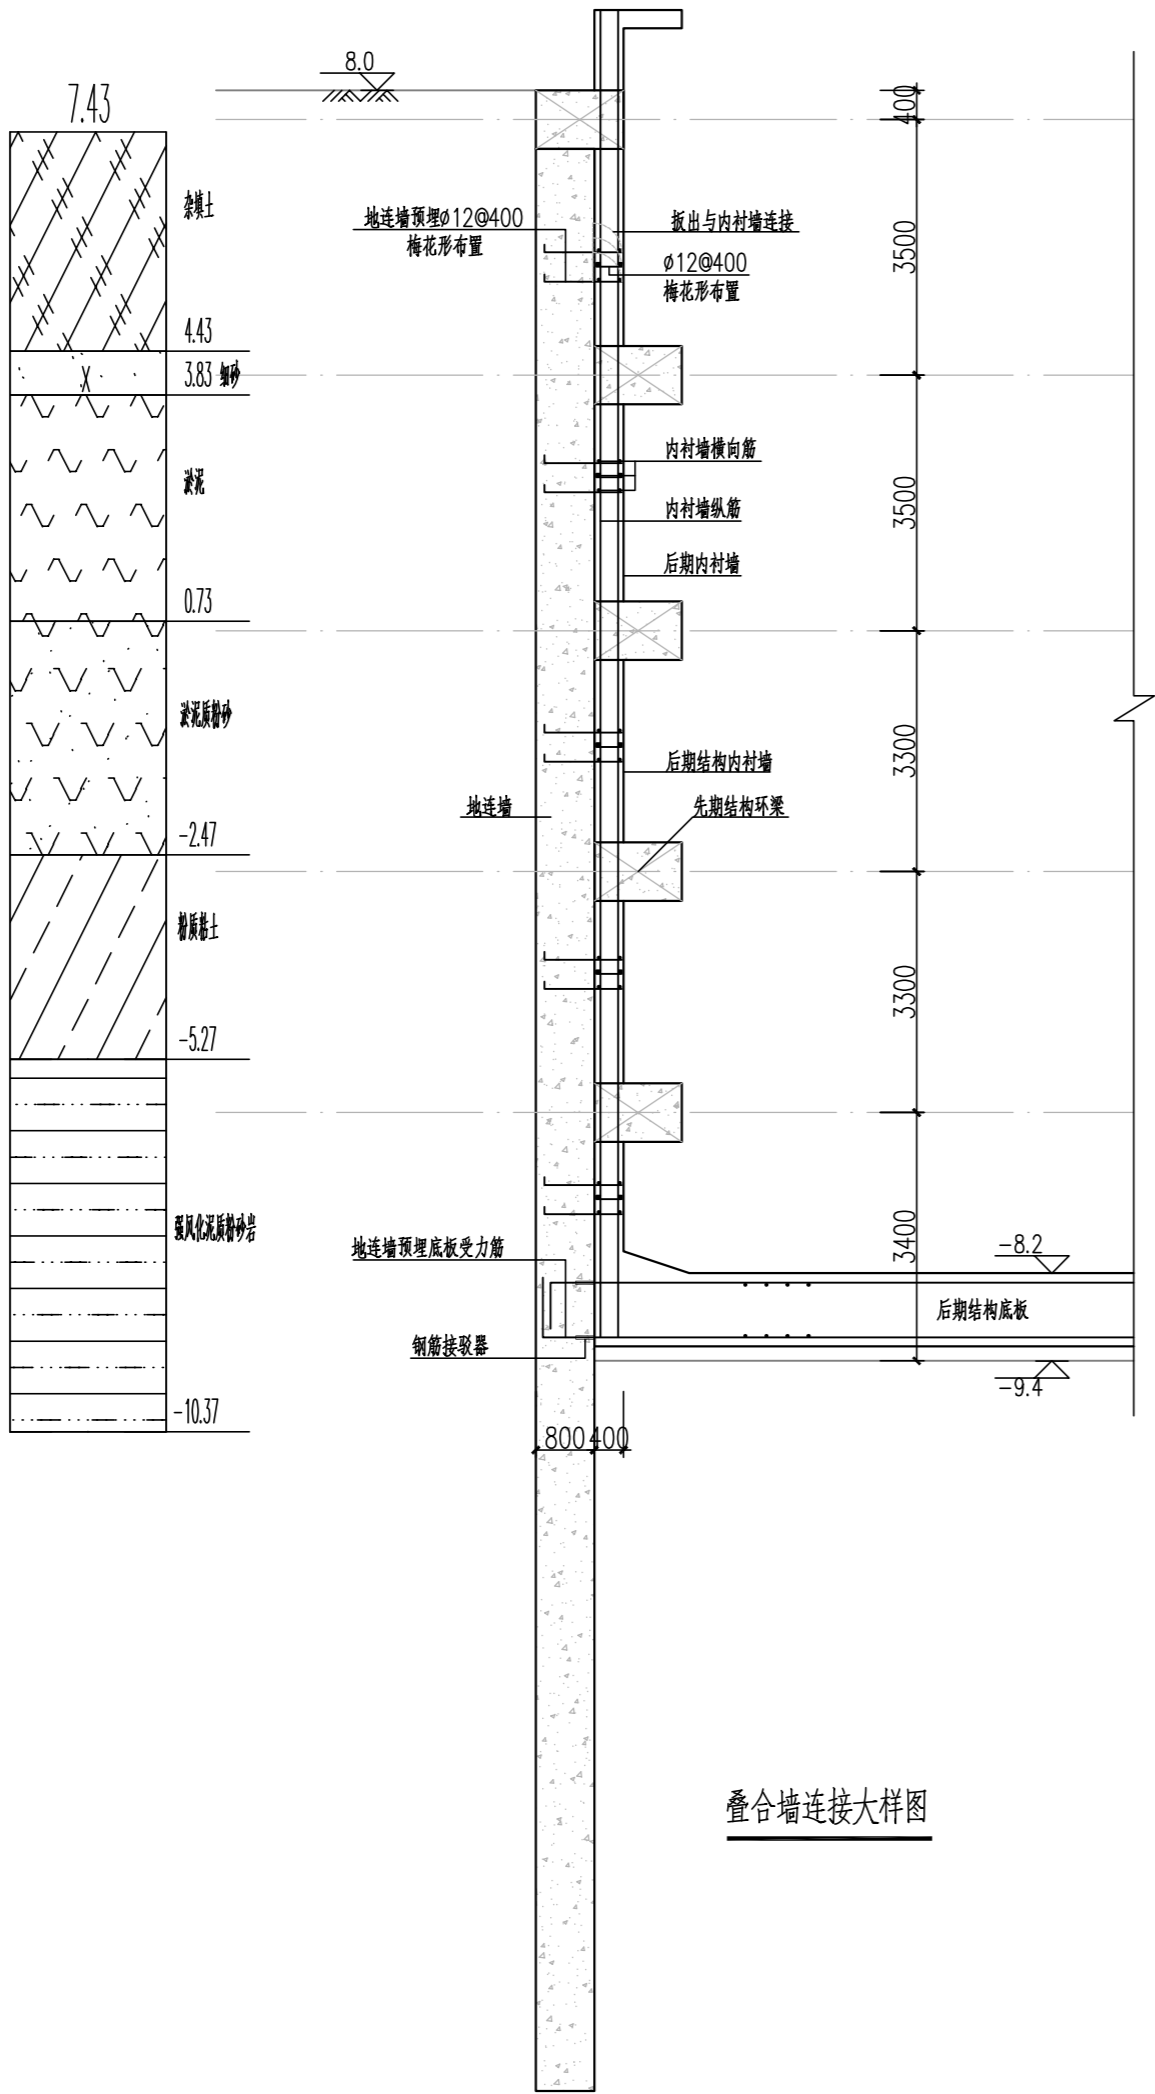 8.0
7.43
400
杂填土
地连墙预埋ø12@400
梅花形布置
扳出与内衬墙连接
ø12@400
梅花形布置
3500
4.43
3.83 细砂
内衬墙横向筋
淤泥
内衬墙纵筋
3500
后期内衬墙
0.73
淤泥质粉砂
后期结构内衬墙
3300
地连墙
先期结构环梁
-2.47
粉质粘土
3300
-5.27
强风化泥质粉砂岩
地连墙预埋底板受力筋
3400
-8.2
后期结构底板
钢筋接驳器
-9.4
-10.37
800
400
叠合墙连接大样图